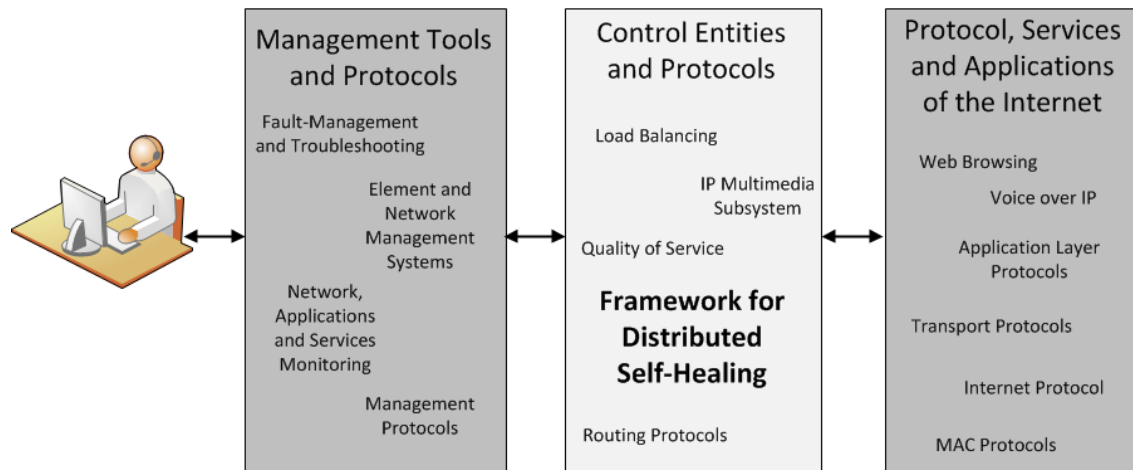 Management Tools
and Protocols
Fault-Management
and Troubleshooting
Element and
Network
Management
Systems
Network,
Applications
and Services
Monitoring
Management
Protocols
Control Entities
and Protocols
Load Balancing
IP Multimedia
Subsystem
Quality of Service
Framework for
Distributed
Self-Healing
Routing Protocols
Protocol, Services
and Applications
of the Internet
Web Browsing
Voice over IP
Application Layer
Protocols
Transport Protocols
Internet Protocol
MAC Protocols